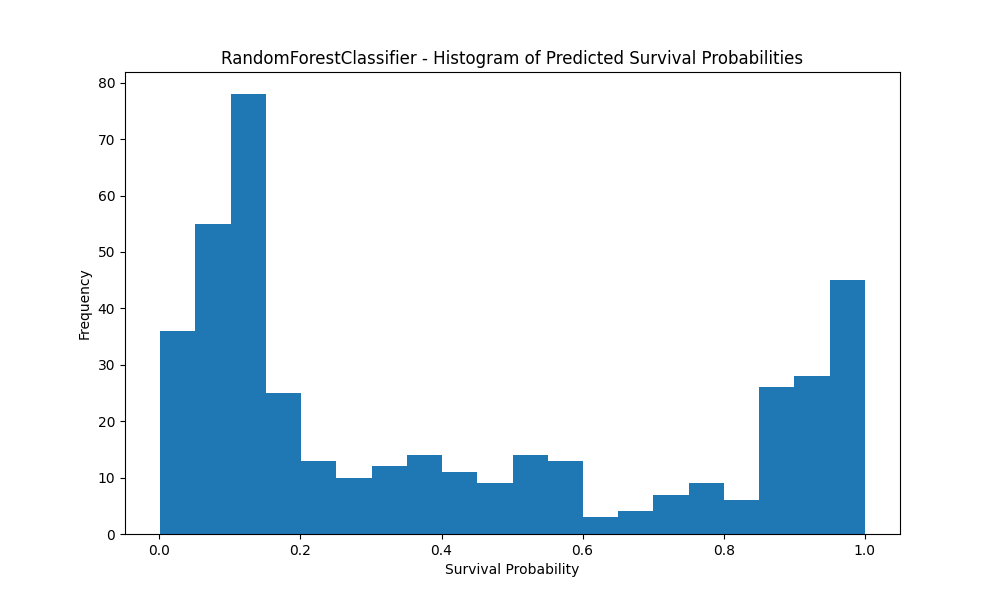 RandomForestClassifier - Histogram of Predicted Survival Probabilities
80
70
60
50
40
30
20
10
0
Frequency
0.0 0.2 0.4 0.6 0.8 1.0
Survival Probability